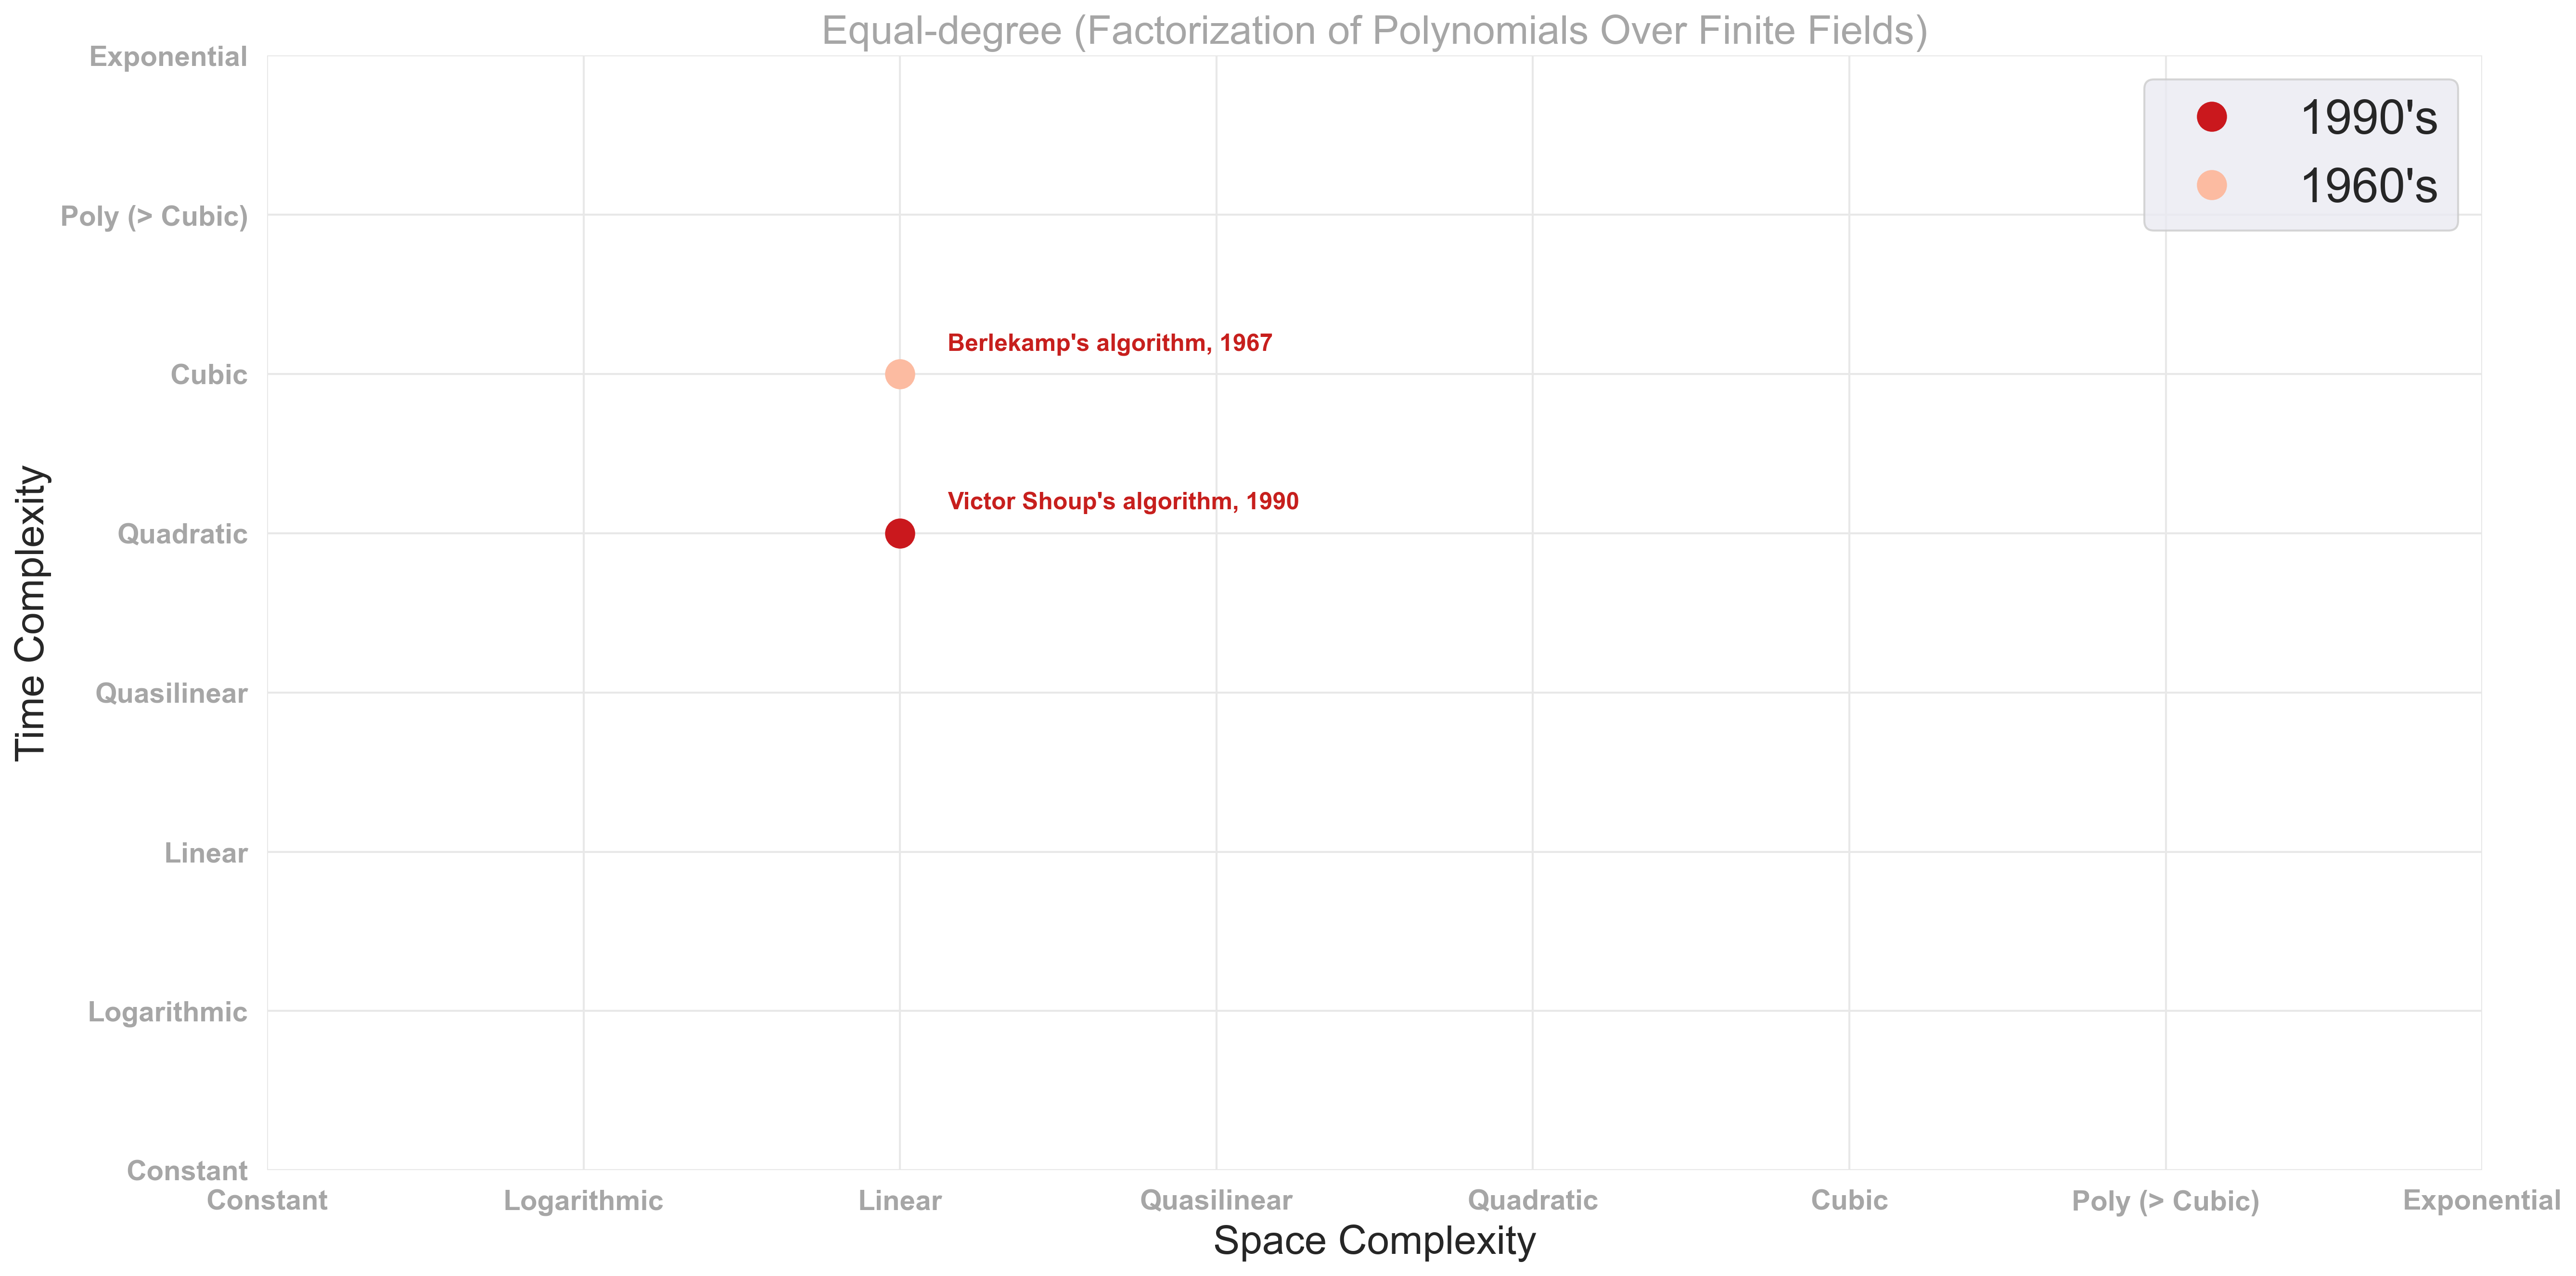 Equal-degree (Factorization of Polynomials Over Finite Fields)
Exponential
Poly (> Cubic)
Cubic
Quadratic
Quasilinear
Linear
Logarithmic
Constant
Time Complexity
1990's
1960's
Berlekamp's algorithm, 1967
Victor Shoup's algorithm, 1990
Constant
Logarithmic
Linear
Quasilinear
Quadratic
Cubic
Poly (> Cubic)
Exponential
Space Complexity